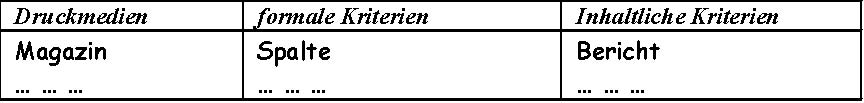 Druckmedien formale Kriterien Inhaltliche Kriterien
Magazin Spalte Bericht
… … … … … … … … …